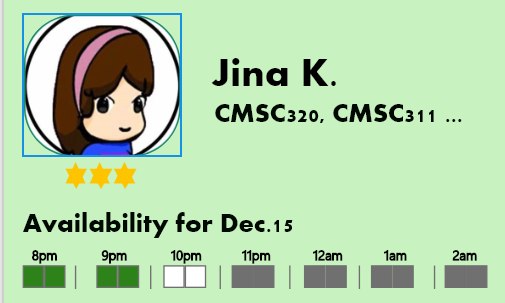 Jina K.
CMSC320, CMSC311 ...
Availability for Dec.15
8pm 9pm 10pm 11pm 12am 1am 2am